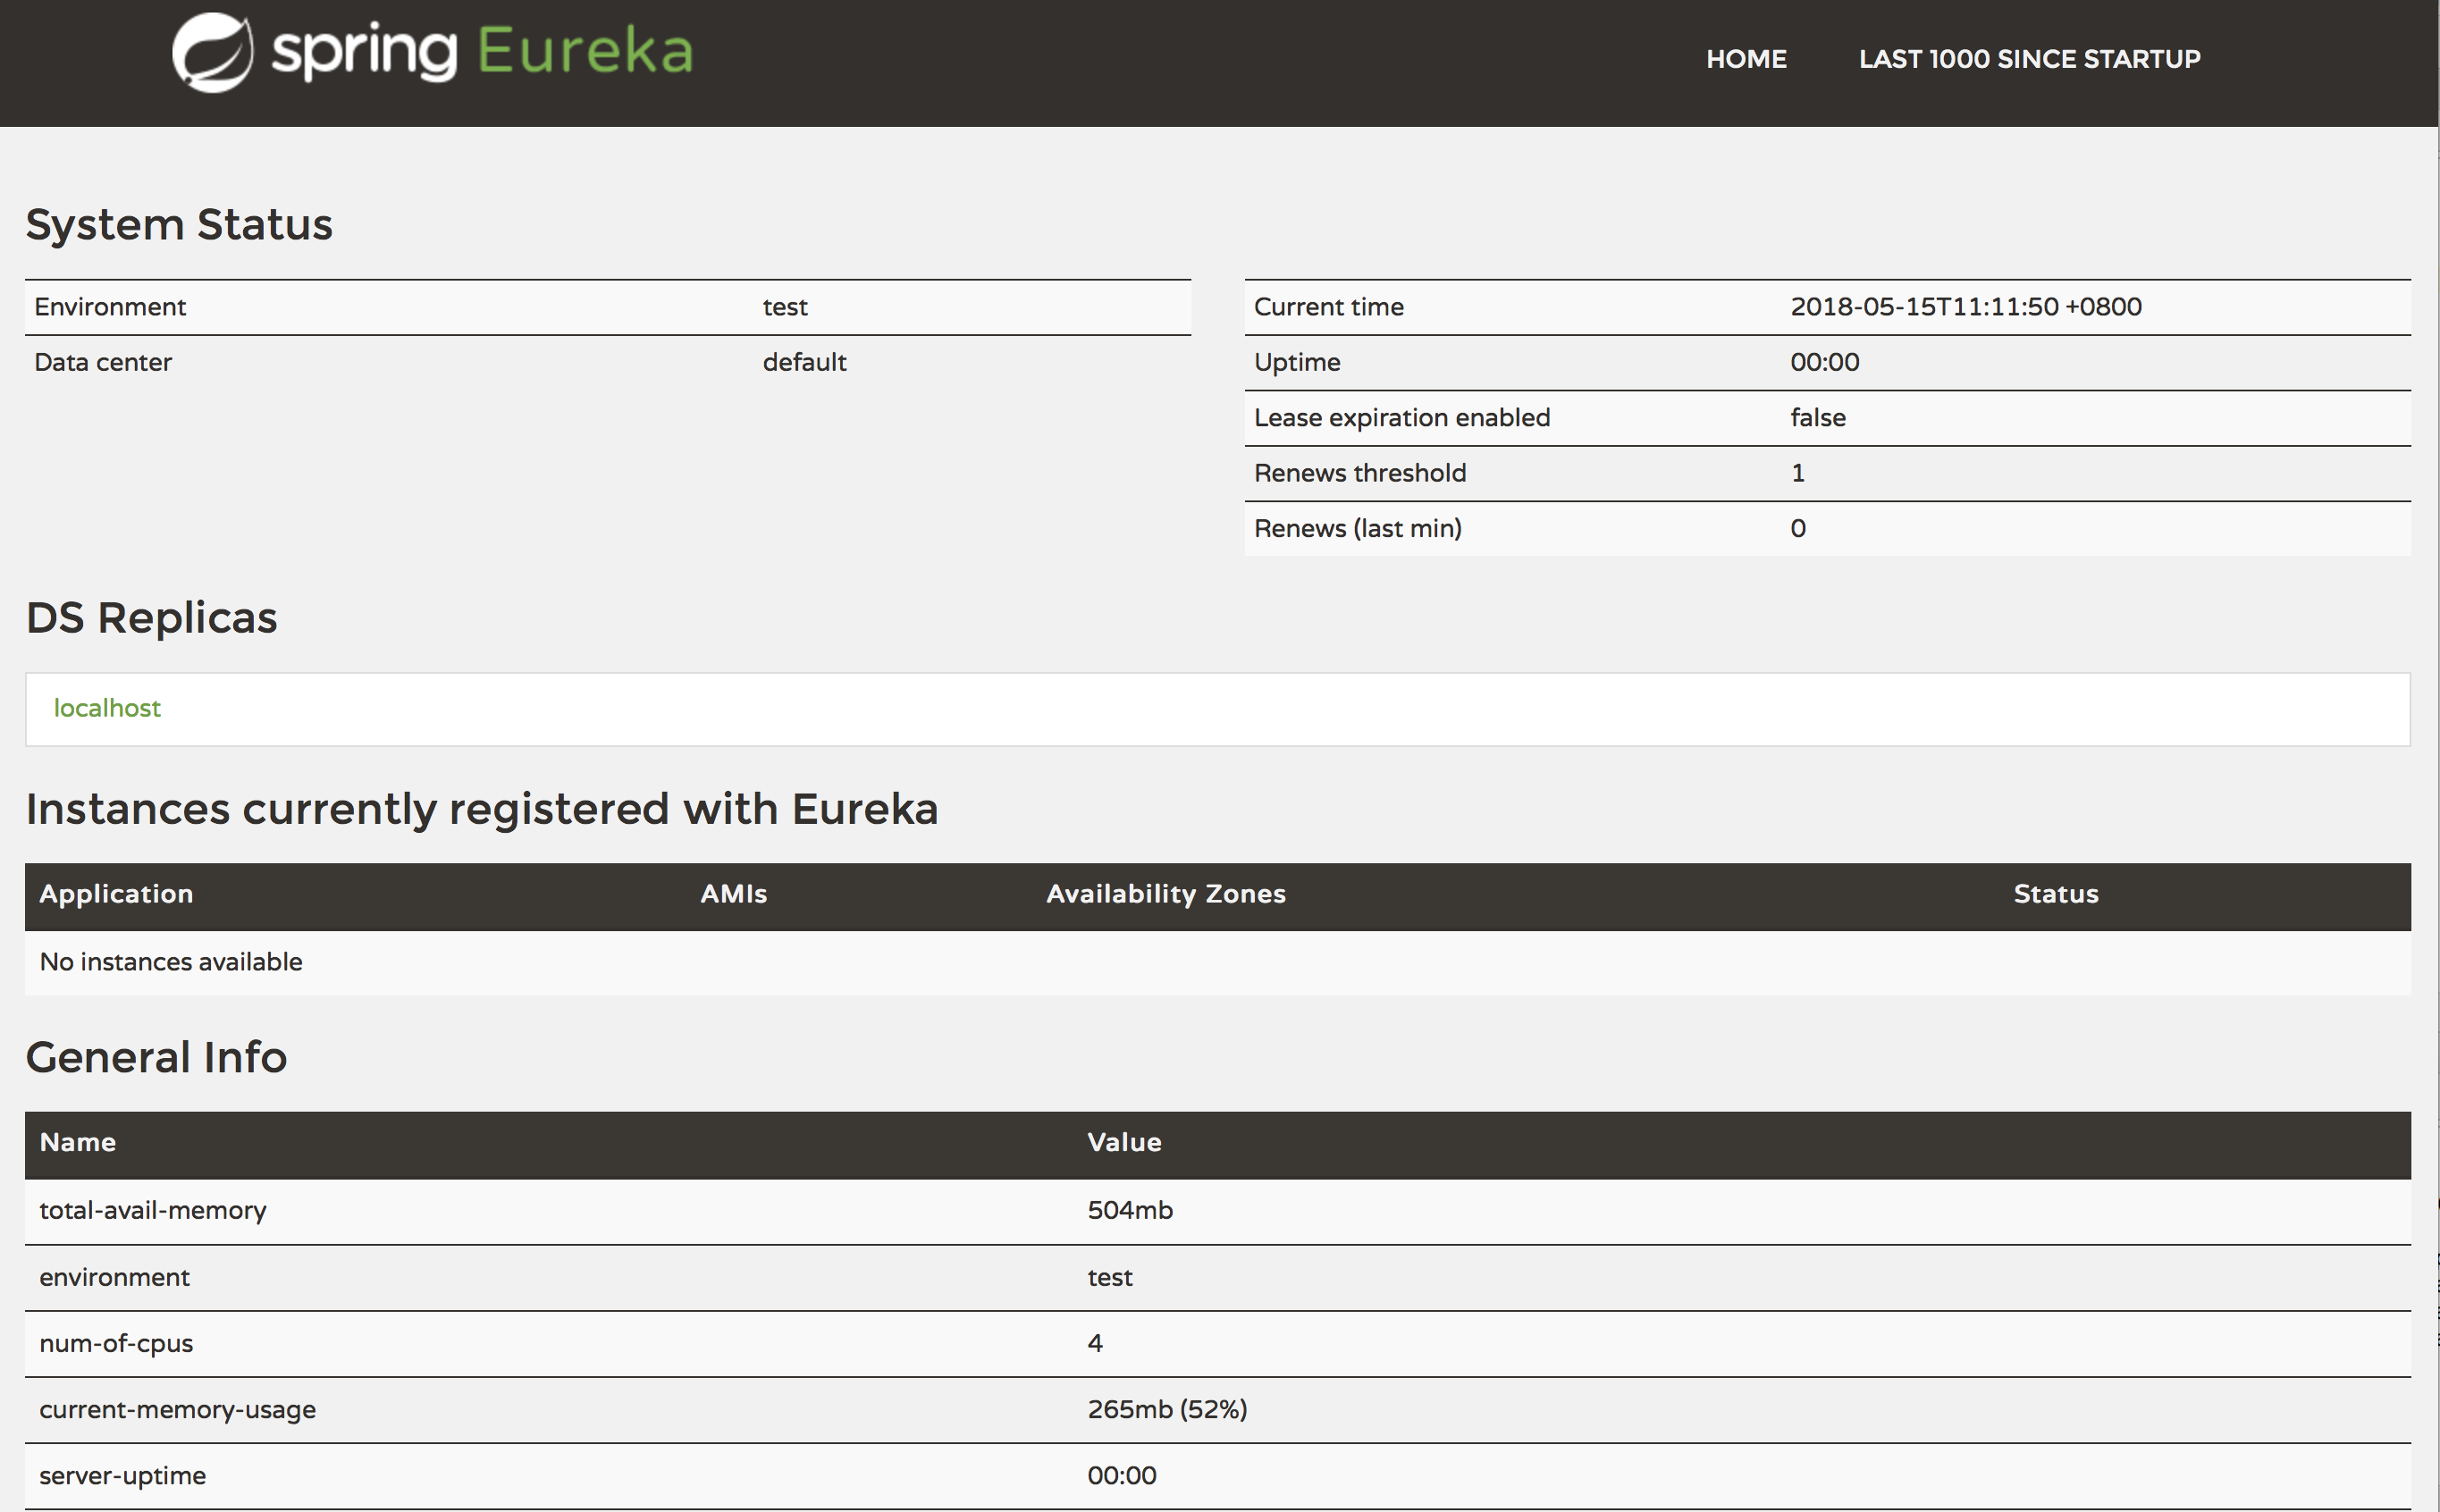 spring Eureka HOME LAST 1000 SINCE STARTUP
System Status
Environment test
Data center default
Current time 2018-05-15T11:11:50 +0800
Uptime 00:00
Lease expiration enabled false
Renews threshold 1
Renews (last min) 0
DS Replicas
localhost
Instances currently registered with Eureka
Application AMIs Availability Zones Status
No instances available
General Info
Name Value
total-avail-memory 504mb
environment test
num-of-cpus 4
current-memory-usage 265mb (52%)
server-uptime 00:00